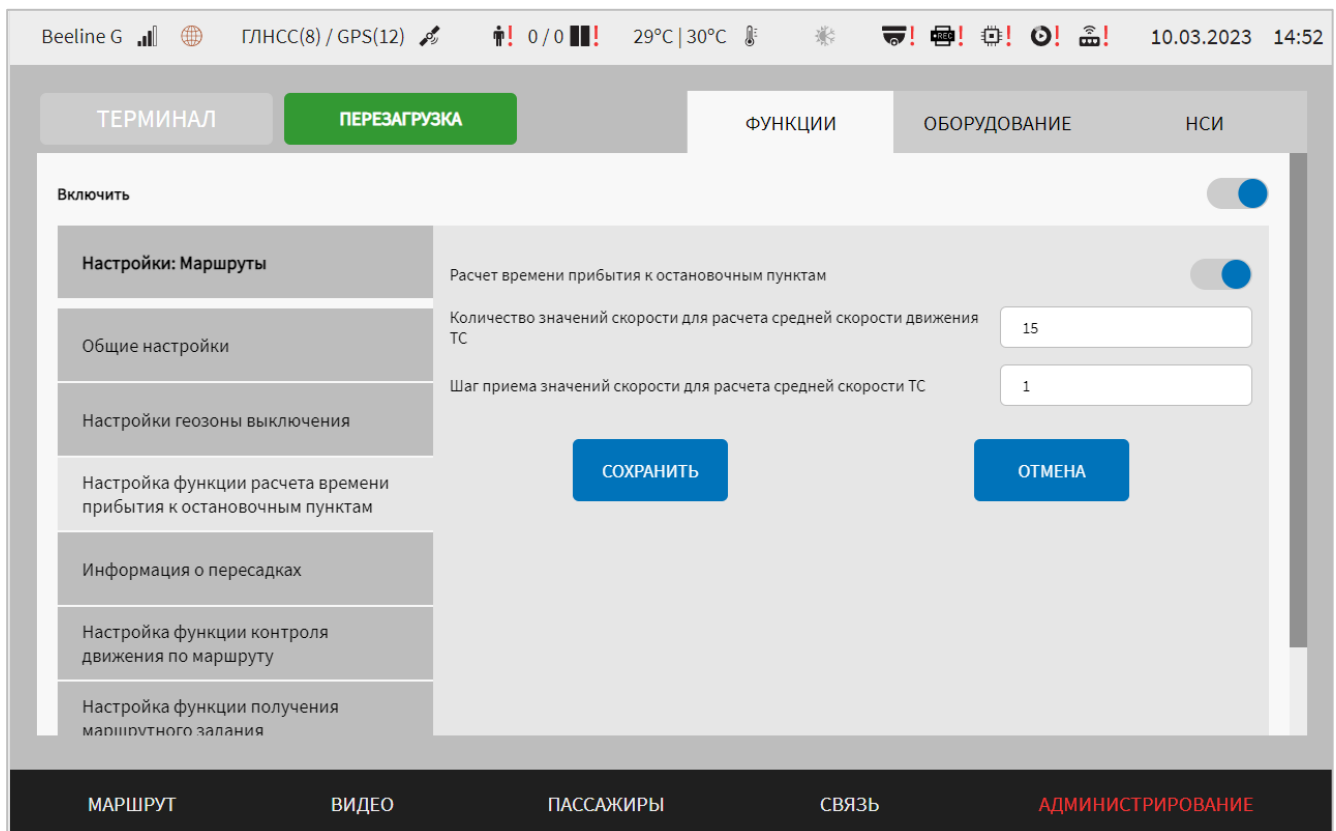 Beeline G ГЛНСС(8) / GPS(12) ! 0 / 0 ! 29°C | 30°C ! REC ! ! ! ! 10.03.2023 14:52
ТЕРМИНАЛ ПЕРЕЗАГРУЗКА ФУНКЦИИ ОБОРУДОВАНИЕ НСИ
Включить
Настройки: Маршруты
Общие настройки
Настройки геозоны выключения
Настройка функции расчета времени
прибытия к остановочным пунктам
Информация о пересадках
Настройка функции контроля
движения по маршруту
Настройка функции получения
маршрутного задания
Расчет времени прибытия к остановочным пунктам
Количество значений скорости для расчета средней скорости движения
ТС
15
Шаг приема значений скорости для расчета средней скорости ТС
1
СОХРАНИТЬ ОТМЕНА
МАРШРУТ ВИДЕО ПАССАЖИРЫ СВЯЗЬ АДМИНИСТРИРОВАНИЕ